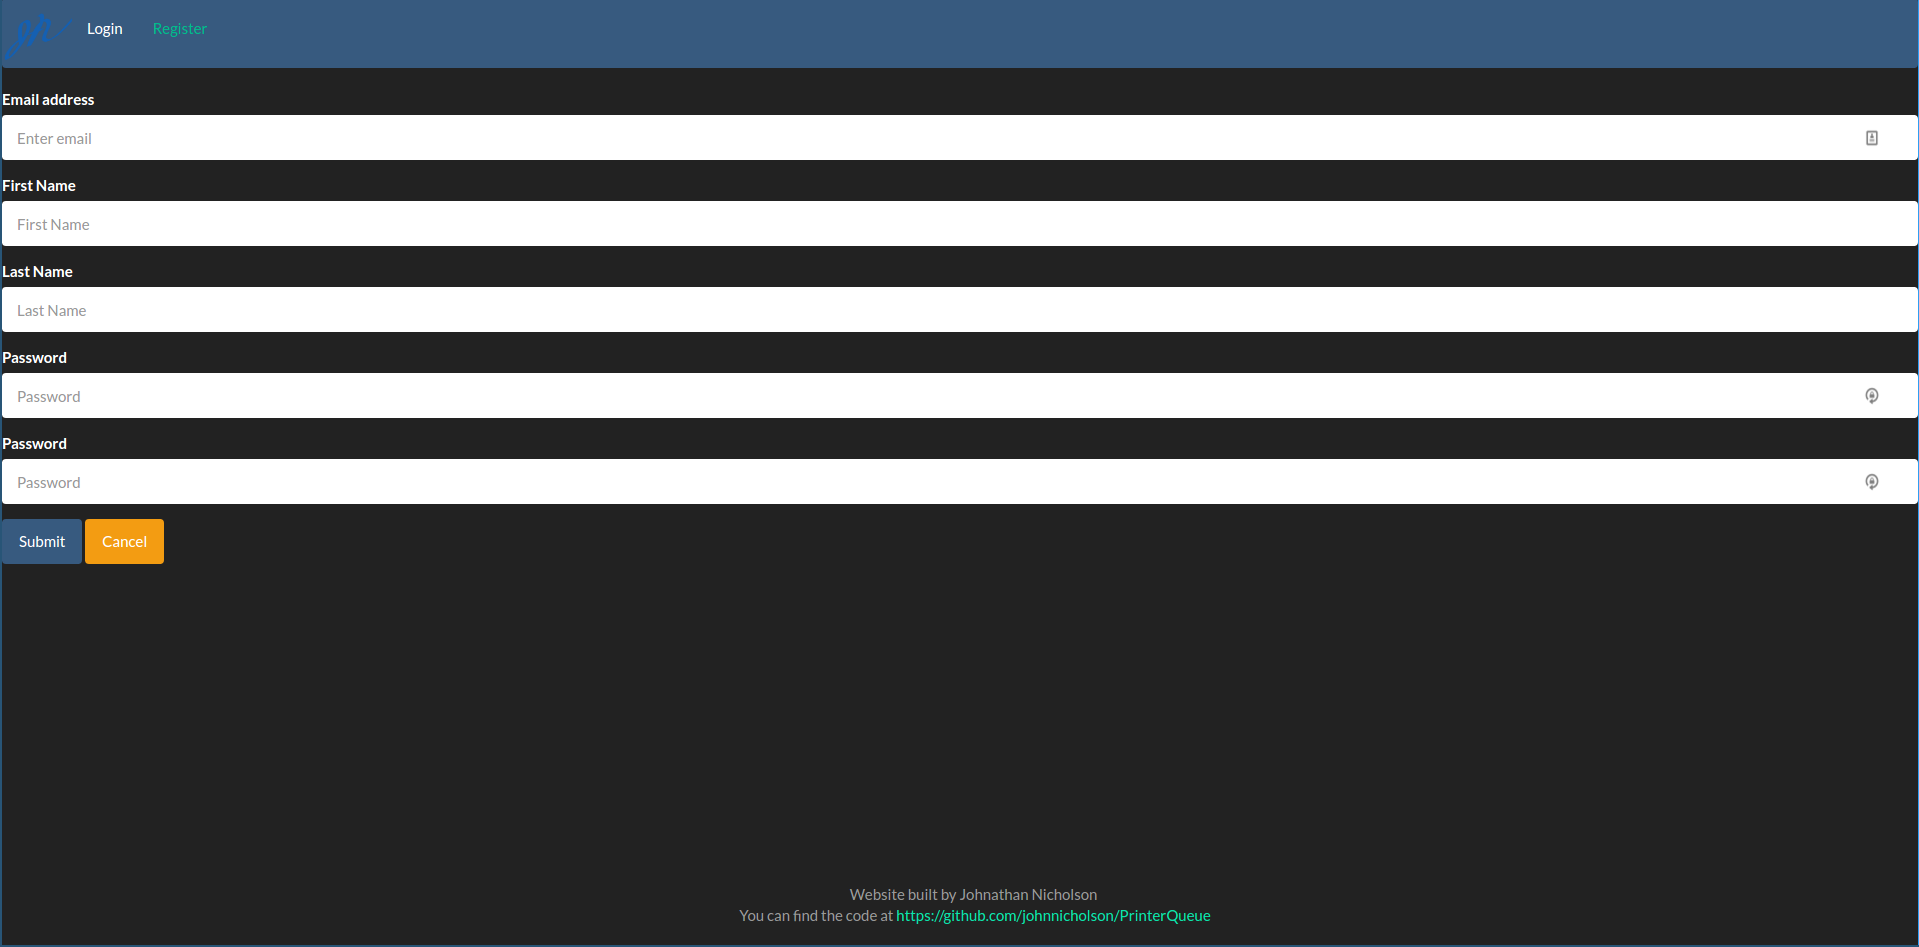 Login Register
Email address
Enter email
First Name
First Name
Last Name
Last Name
Password
Password
Password
Password
Submit Cancel
Website built by Johnathan Nicholson
You can find the code at https://github.com/johnnicholson/PrinterQueue